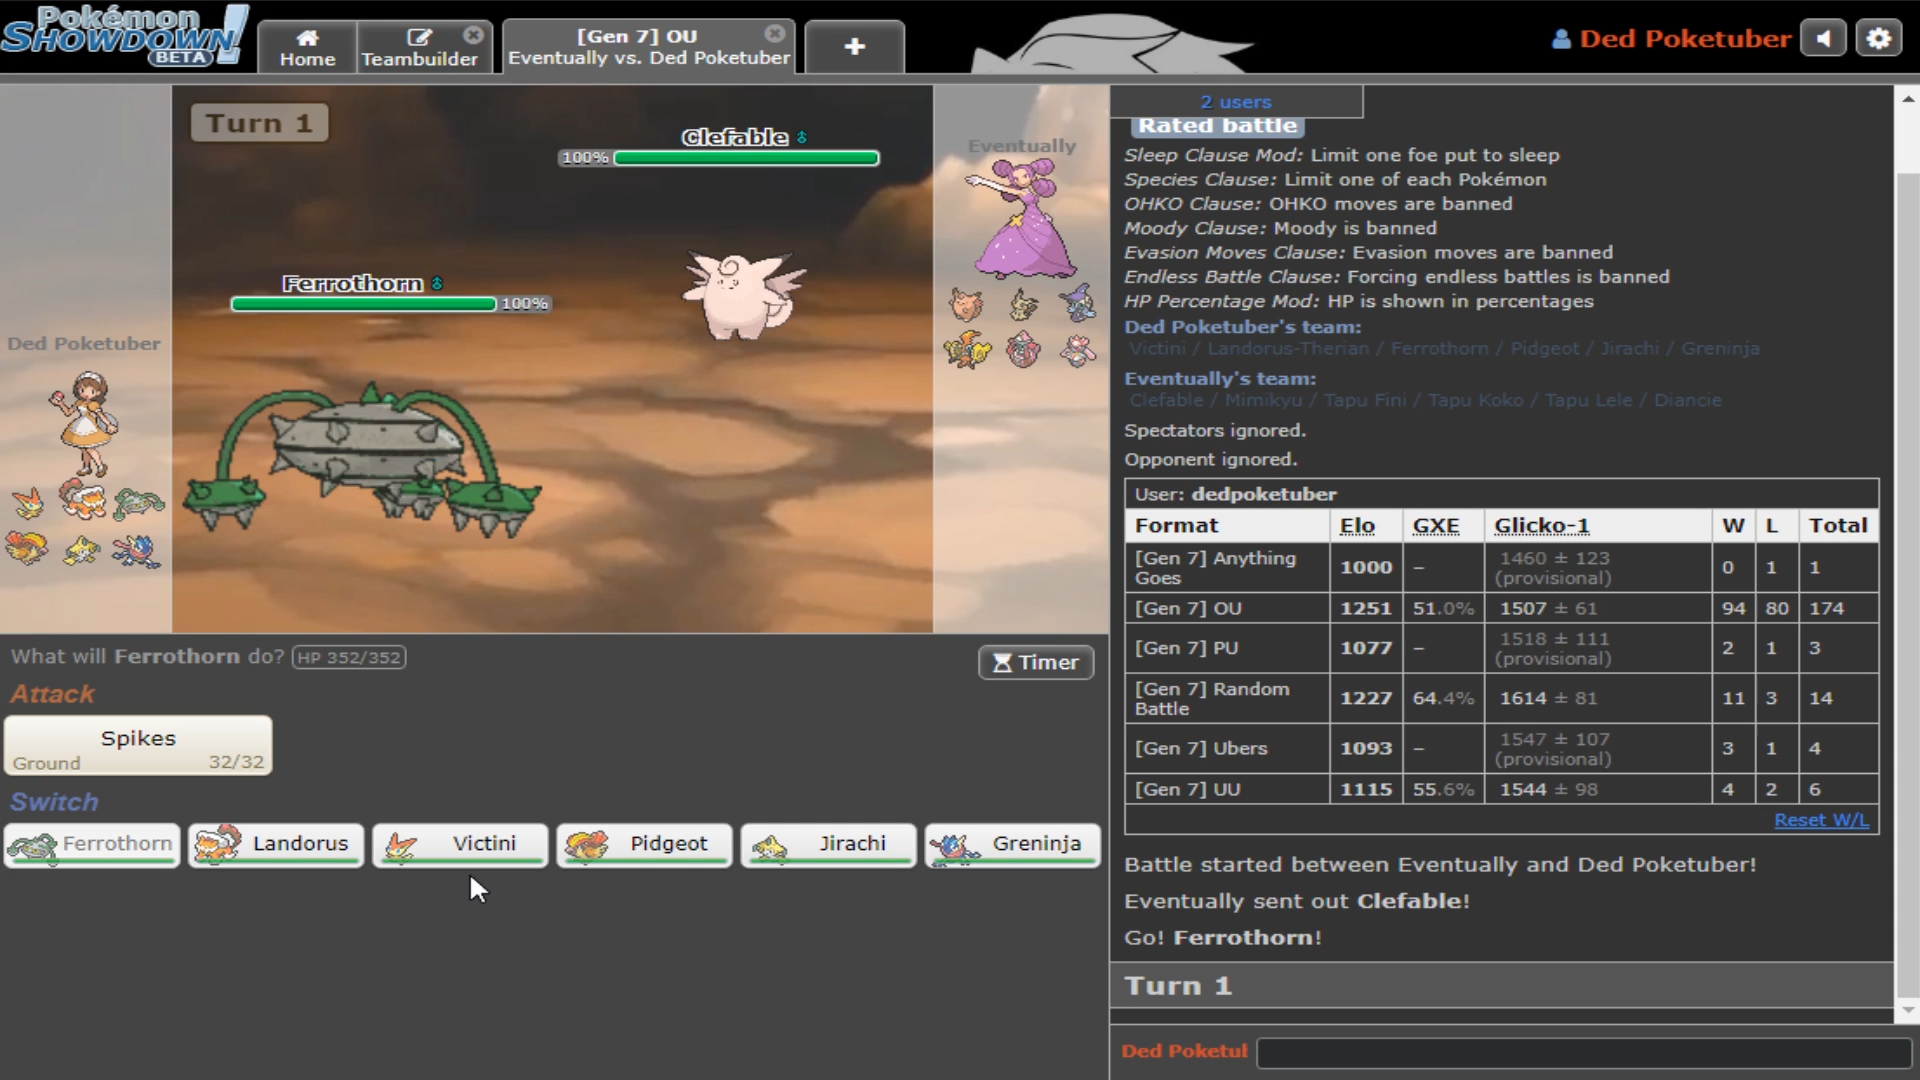 Pokémon
SHOWDOWN!
BETA
Home
Teambuilder
[Gen 7] OU
Eventually vs. Ded Poketuber
+
Ded Poketuber
Turn 1
Clefable
100%
Ferrothorn
100%
Ded Poketuber
Eventually
What will Ferrothorn do? HP 352/352
Timer
Attack
Spikes
Ground 32/32
Switch
Ferrothorn Landorus Victini Pidgeot Jirachi Greninja
2 users
Rated battle
Sleep Clause Mod: Limit one foe put to sleep
Species Clause: Limit one of each Pokémon
OHKO Clause: OHKO moves are banned
Moody Clause: Moody is banned
Evasion Moves Clause: Evasion moves are banned
Endless Battle Clause: Forcing endless battles is banned
HP Percentage Mod: HP is shown in percentages
Ded Poketuber's team:
Victini / Landorus-Therian / Ferrothorn / Pidgeot / Jirachi / Greninja
Eventually's team:
Clefable / Mimikyu / Tapu Fini / Tapu Koko / Tapu Lele / Diancie
Spectators ignored.
Opponent ignored.
User: dedpoketuber
Format Elo GXE Glicko-1 W L Total
[Gen 7] Anything Goes 1000 – 1460 ± 123 (provisional) 0 1 1
[Gen 7] OU 1251 51.0% 1507 ± 61 94 80 174
[Gen 7] PU 1077 – 1518 ± 111 (provisional) 2 1 3
[Gen 7] Random Battle 1227 64.4% 1614 ± 81 11 3 14
[Gen 7] Ubers 1093 – 1547 ± 107 (provisional) 3 1 4
[Gen 7] UU 1115 55.6% 1544 ± 98 4 2 6
Reset W/L
Battle started between Eventually and Ded Poketuber!
Eventually sent out Clefable!
Go! Ferrothorn!
Turn 1
Ded Poketul